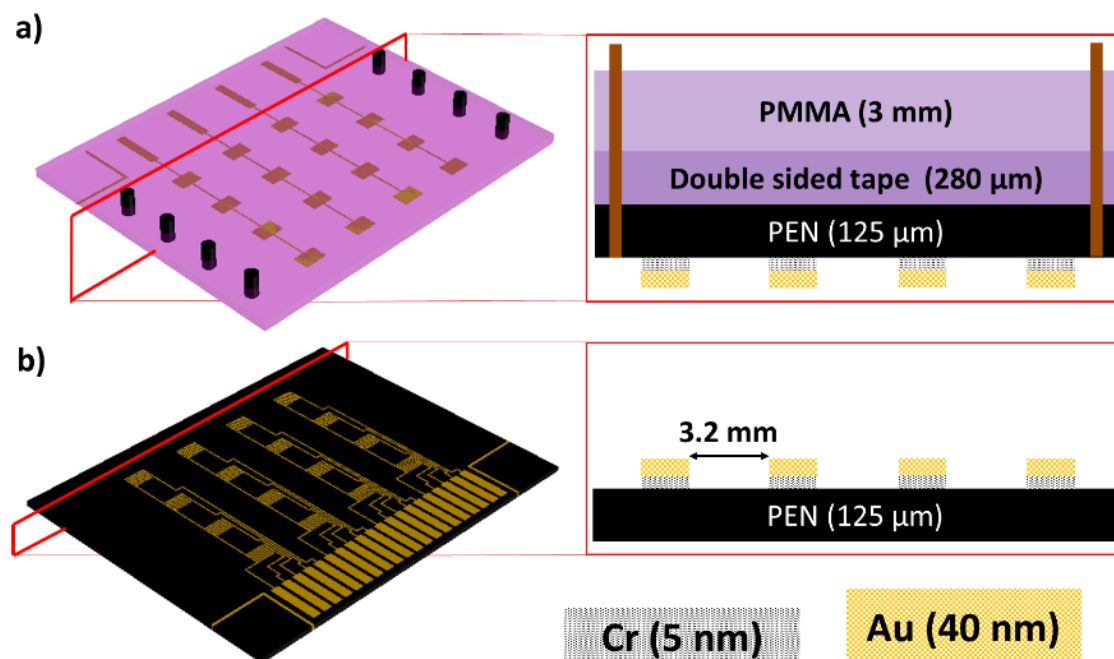 a)
PMMA (3 mm)
Double sided tape (280 µm)
PEN (125 µm)
b)
3.2 mm
PEN (125 µm)
Cr (5 nm)
Au (40 nm)